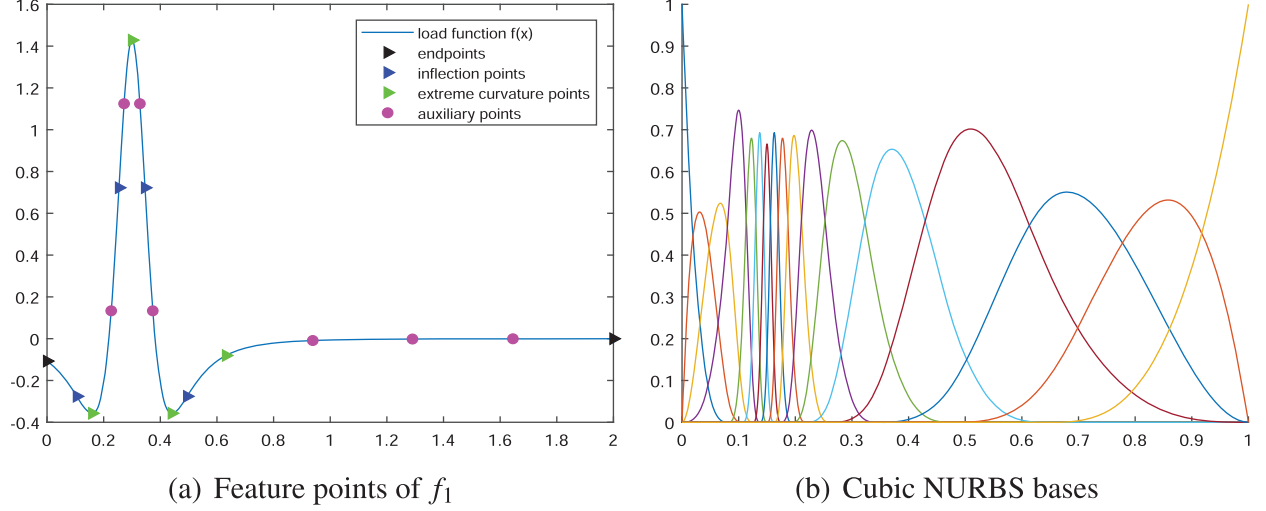 1.6
1.4
1.2
1
0.8
0.6
0.4
0.2
0
-0.2
-0.4
0 0.2 0.4 0.6 0.8 1 1.2 1.4 1.6 1.8 2
load function f(x)
endpoints
inflection points
extreme curvature points
auxiliary points
(a) Feature points of f1
1
0.9
0.8
0.7
0.6
0.5
0.4
0.3
0.2
0.1
0
0 0.1 0.2 0.3 0.4 0.5 0.6 0.7 0.8 0.9 1
(b) Cubic NURBS bases